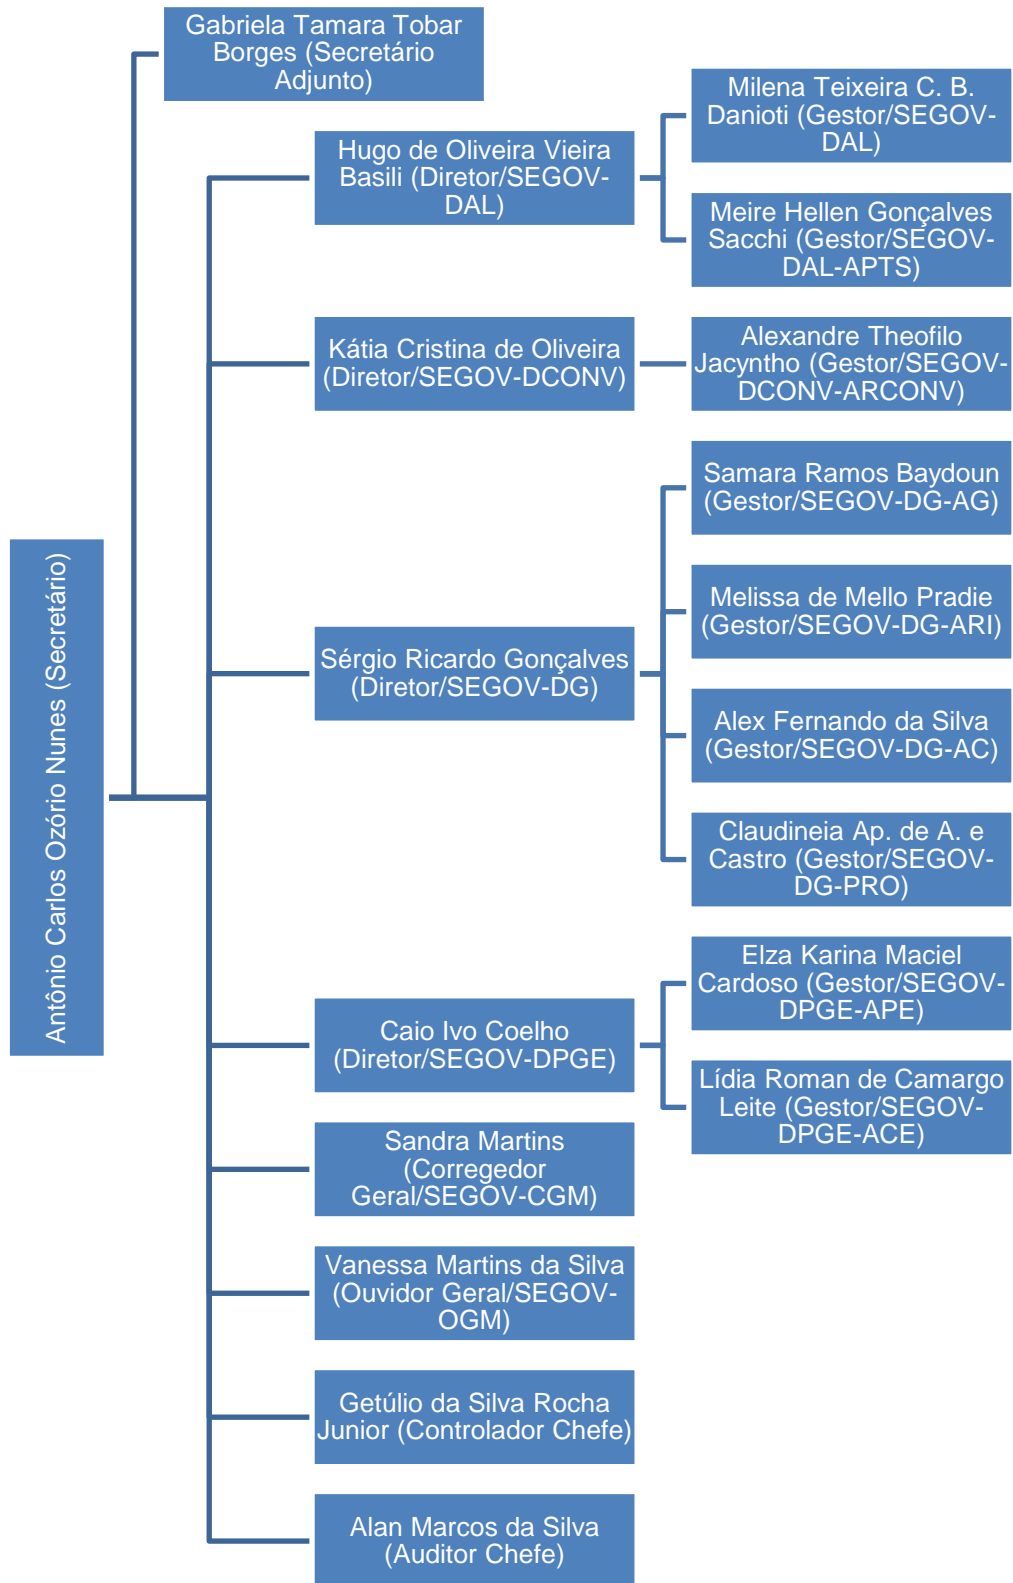 Gabriela Tamara Tobar
Borges (Secretário
Adjunto)
Milena Teixeira C. B.
Danioti (Gestor/SEGOV-
DAL)
Hugo de Oliveira Vieira
Basili (Diretor/SEGOV-
DAL)
Meire Hellen Gonçalves
Sacchi (Gestor/SEGOV-
DAL-APTS)
Kátia Cristina de Oliveira
(Diretor/SEGOV-DCONV)
Alexandre Theofilo
Jacyntho (Gestor/SEGOV-
DCONV-ARCONV)
Samara Ramos Baydoun
(Gestor/SEGOV-DG-AG)
Melissa de Mello Pradie
(Gestor/SEGOV-DG-ARI)
Antônio Carlos Ozório Nunes (Secretário)
Sérgio Ricardo Gonçalves
(Diretor/SEGOV-DG)
Alex Fernando da Silva
(Gestor/SEGOV-DG-AC)
Claudineia Ap. de A. e
Castro (Gestor/SEGOV-
DG-PRO)
Elza Karina Maciel
Cardoso (Gestor/SEGOV-
DPGE-APE)
Caio Ivo Coelho
(Diretor/SEGOV-DPGE)
Lídia Roman de Camargo
Leite (Gestor/SEGOV-
DPGE-ACE)
Sandra Martins
(Corregedor
Geral/SEGOV-CGM)
Vanessa Martins da Silva
(Ouvidor Geral/SEGOV-
OGM)
Getúlio da Silva Rocha
Junior (Controlador Chefe)
Alan Marcos da Silva
(Auditor Chefe)